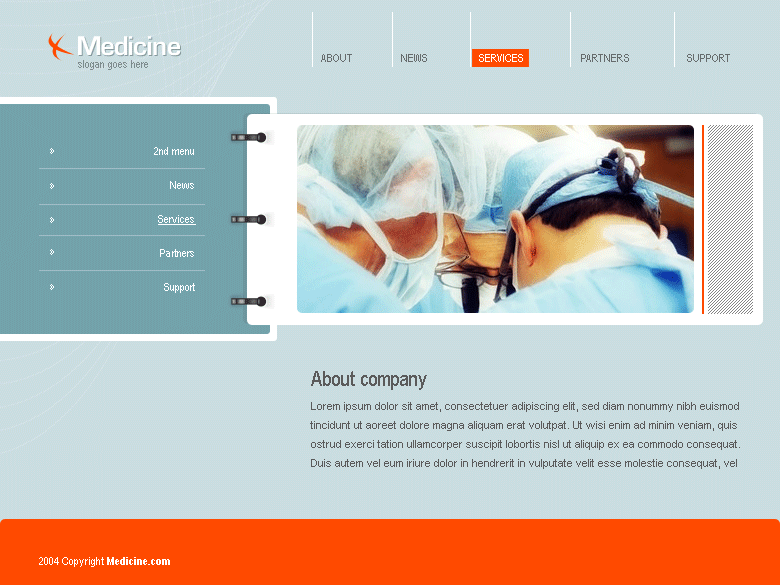 Medicine
slogan goes here
ABOUT
NEWS
SERVICES
PARTNERS
SUPPORT
» 2nd menu
» News
» Services
» Partners
» Support
About company
Lorem ipsum dolor sit amet, consectetuer adipiscing elit, sed diam nonummy nibh euismod
tincidunt ut aoreet dolore magna aliquam erat volutpat. Ut wisi enim ad minim veniam, quis
ostrud exerci tation ullamcorper suscipit lobortis nisl ut aliquip ex ea commodo consequat.
Duis autem vel eum iriure dolor in hendrerit in vulputate velit esse molestie consequat, vel
2004 Copyright Medicine.com